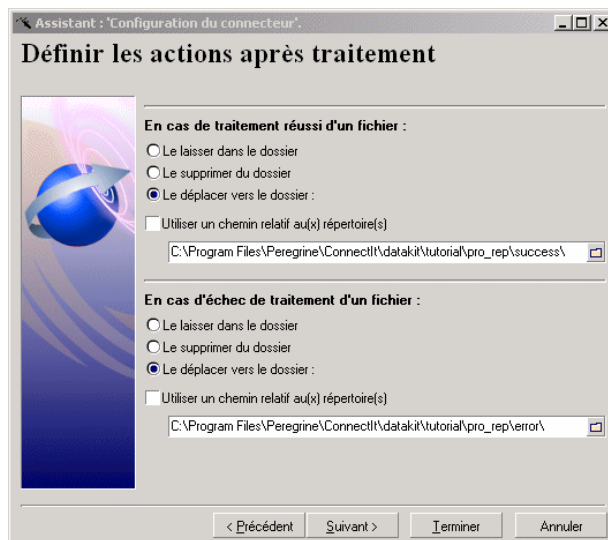 Assistant : 'Configuration du connecteur'.
Définir les actions après traitement
En cas de traitement réussi d'un fichier :
Le laisser dans le dossier
Le supprimer du dossier
Le déplacer vers le dossier :
Utiliser un chemin relatif au(x) répertoire(s)
C:\Program Files\Peregrine\ConnectIt\datakit\tutorial\pro_rep\success\
En cas d'échec de traitement d'un fichier :
Le laisser dans le dossier
Le supprimer du dossier
Le déplacer vers le dossier :
Utiliser un chemin relatif au(x) répertoire(s)
C:\Program Files\Peregrine\ConnectIt\datakit\tutorial\pro_rep\error\
< Précédent Suivant > Terminer Annuler